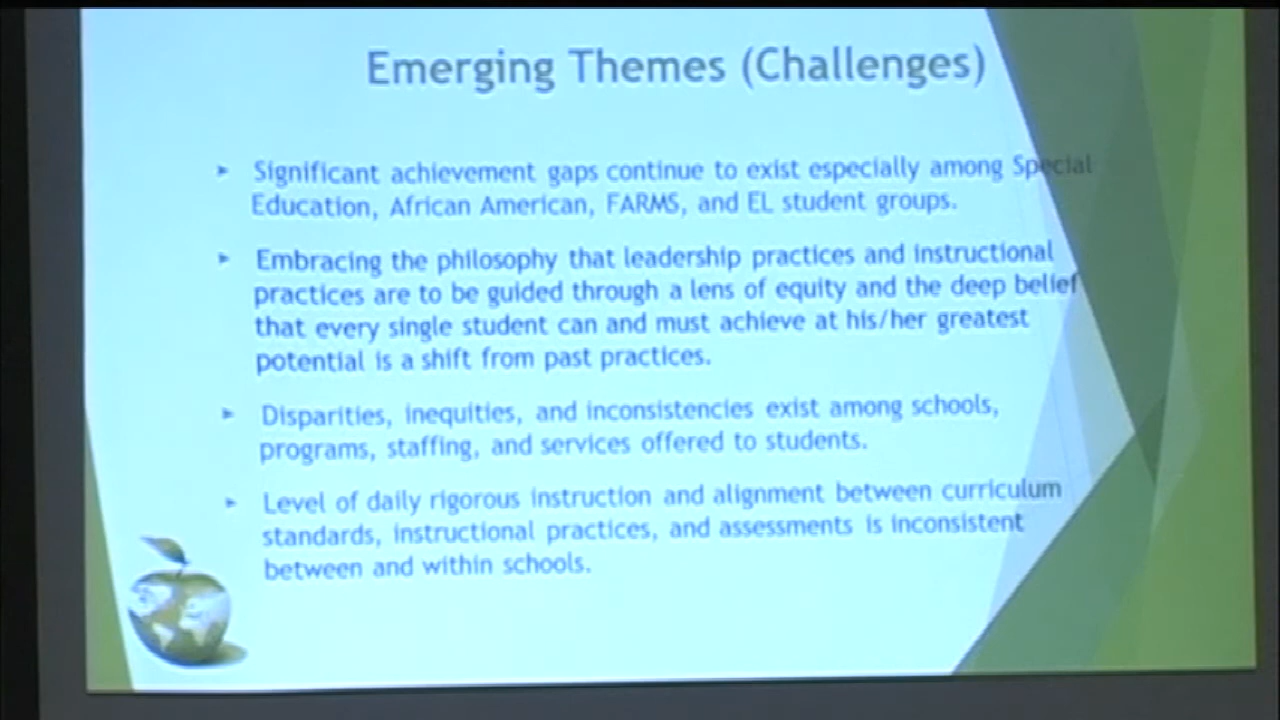 Emerging Themes (Challenges)
Significant achievement gaps continue to exist especially among Special
Education, African American, FARMS, and EL student groups.
Embracing the philosophy that leadership practices and instructional
practices are to be guided through a lens of equity and the deep belief
that every single student can and must achieve at his/her greatest
potential is a shift from past practices.
Disparities, inequities, and inconsistencies exist among schools,
programs, staffing, and services offered to students.
Level of daily rigorous instruction and alignment between curriculum
standards, instructional practices, and assessments is inconsistent
between and within schools.